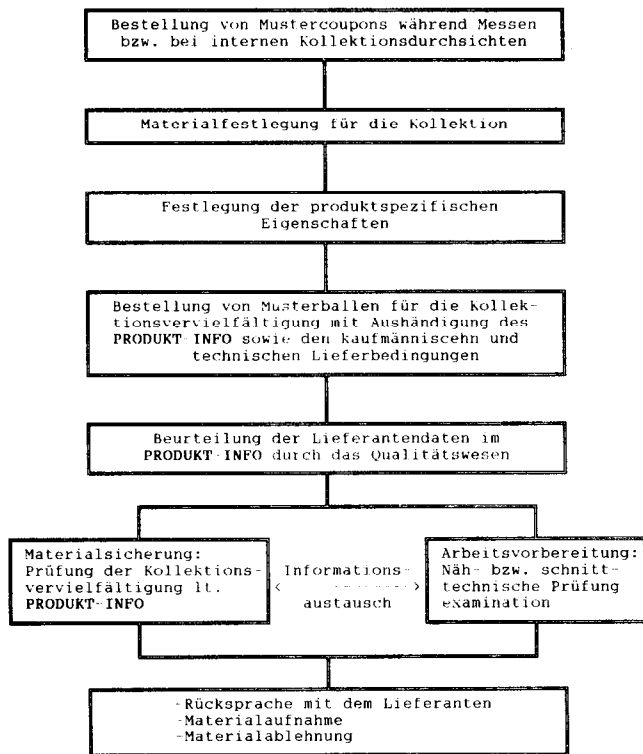 Bestellung von Mustercoupons während Messen
bzw. bei internen Kollektionsdurchsichten
Materialfestlegung für die Kollektion
Festlegung der produktspezifischen
Eigenschaften
Bestellung von Musterballen für die Kollek-
tionsvervielfältigung mit Aushändigung des
PRODUKT-INFO sowie den kaufmänniscehn und
technischen Lieferbedingungen
Beurteilung der Lieferantendaten im
PRODUKT-INFO durch das Qualitätswesen
Materialsicherung:
Prüfung der Kollektions-
vervielfältigung lt.
PRODUKT-INFO
Informations-
austausch
Arbeitsvorbereitung:
Näh- bzw. schnitt-
technische Prüfung
examination
-Rücksprache mit dem Lieferanten
-Materialaufnahme
-Materialablehnung